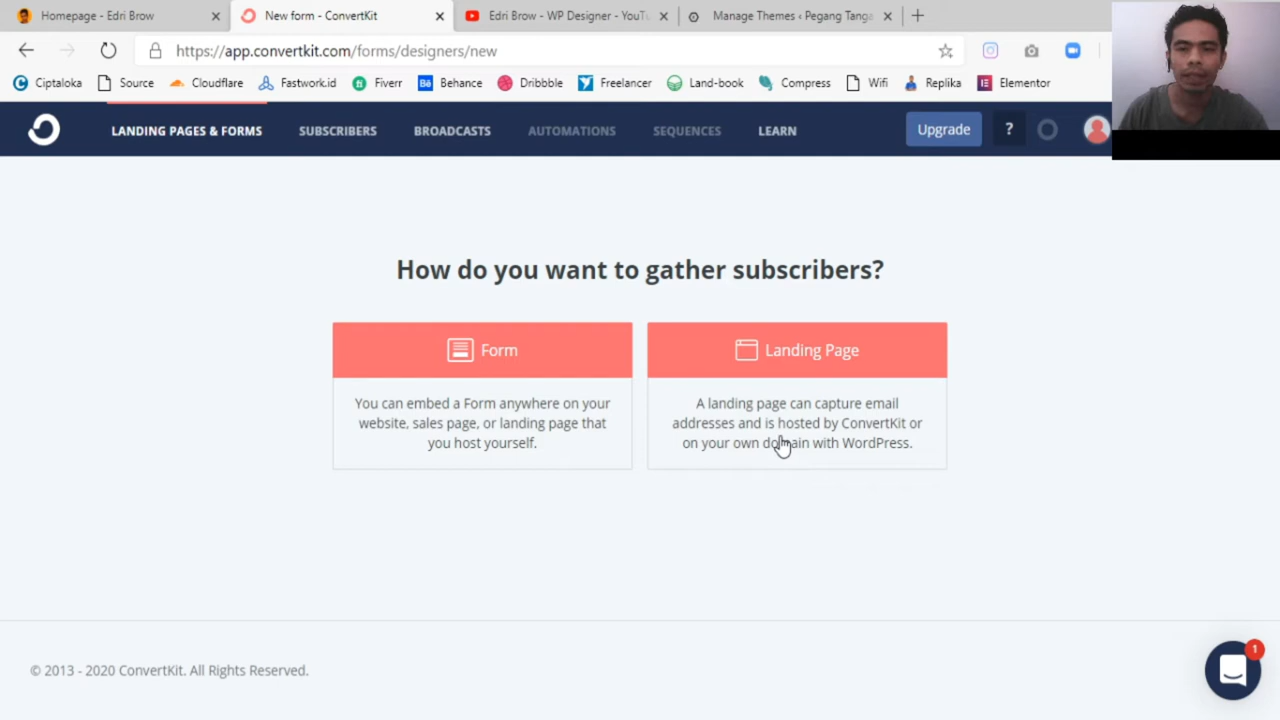 Homepage - Edri Brow
New form - ConvertKit
Edri Brow - WP Designer - YouTu
Manage Themes ‹ Pegang Tanga
https://app.convertkit.com/forms/designers/new
Ciptaloka
Source
Cloudflare
Fastwork.id
Fiverr
Behance
Dribbble
Freelancer
Land-book
Compress
Wifi
Replika
Elementor
LANDING PAGES & FORMS
SUBSCRIBERS
BROADCASTS
AUTOMATIONS
SEQUENCES
LEARN
Upgrade
?
How do you want to gather subscribers?
Form
You can embed a Form anywhere on your
website, sales page, or landing page that
you host yourself.
Landing Page
A landing page can capture email
addresses and is hosted by ConvertKit or
on your own domain with WordPress.
© 2013 - 2020 ConvertKit. All Rights Reserved.
1